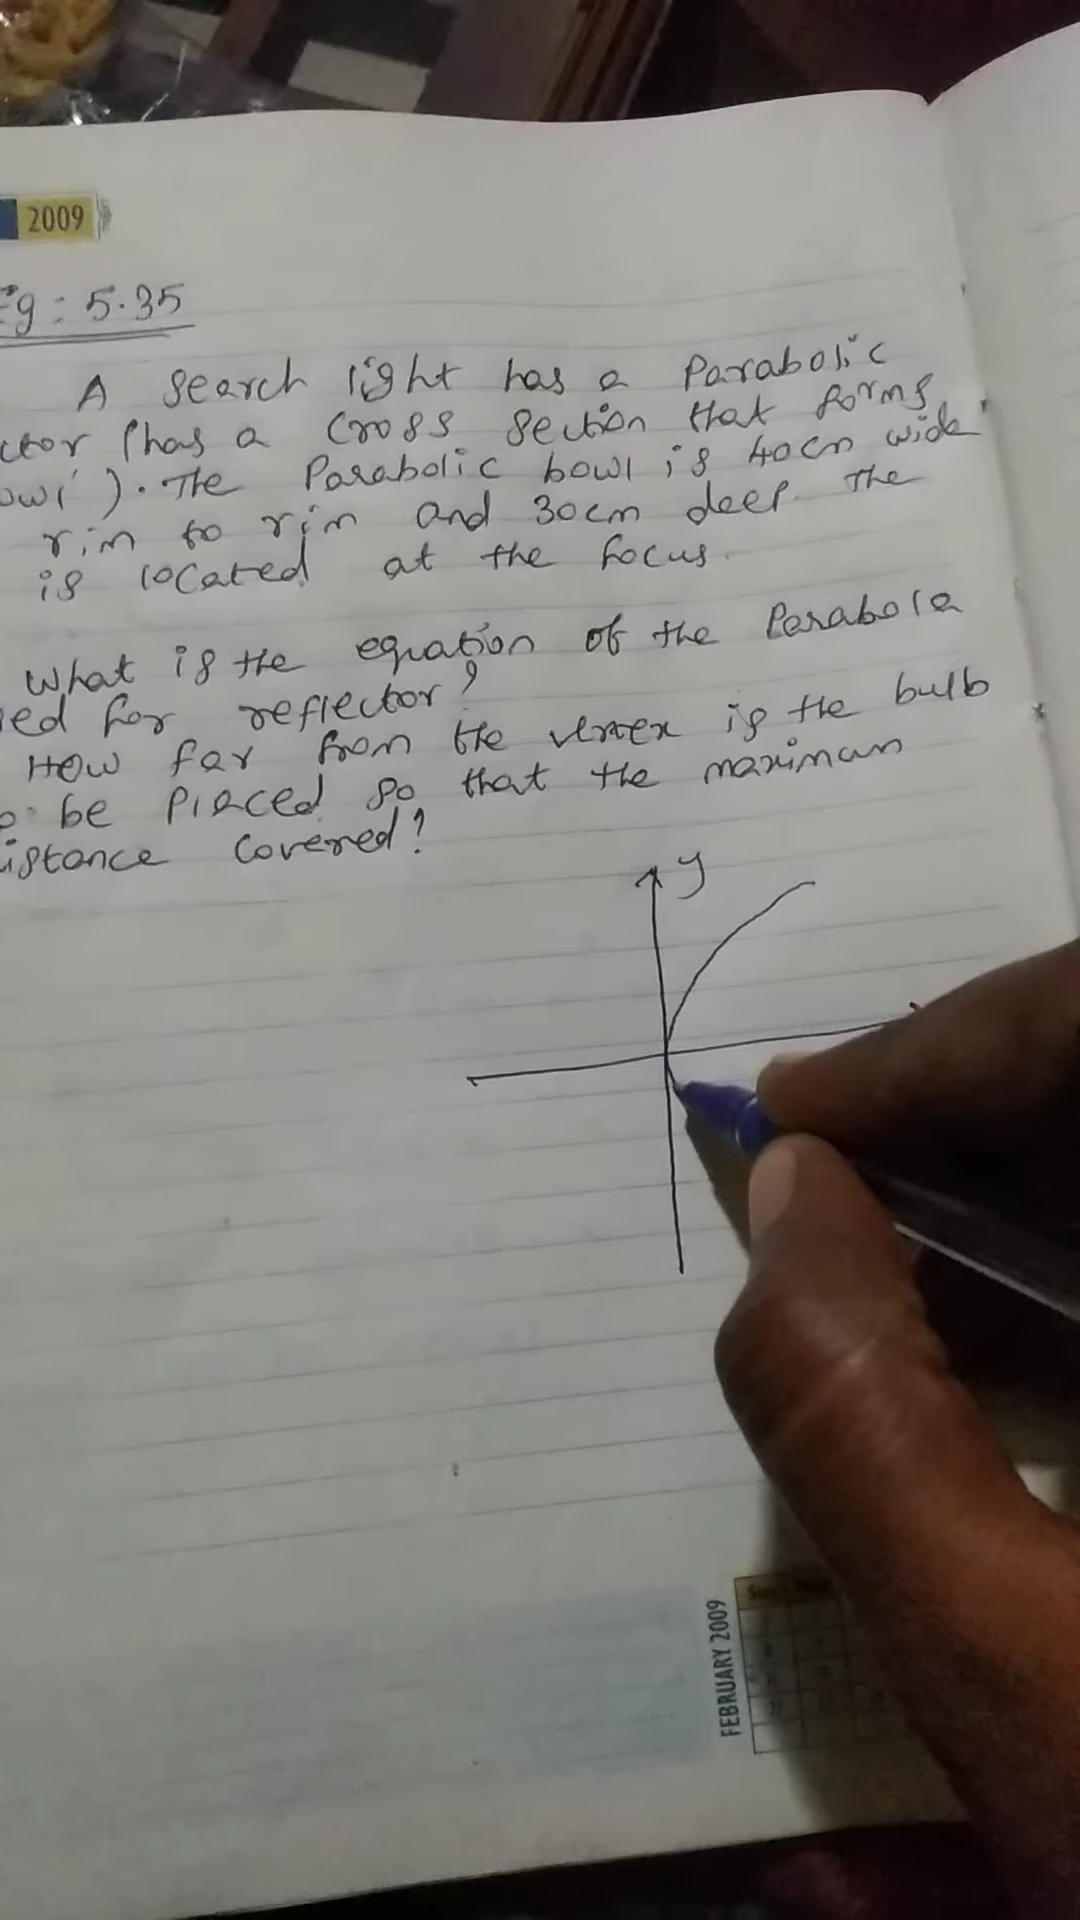 2009
Eg: 5.35
A search light has a Parabolic
ctor (has a cross section that forms
owl'). The Parabolic bowl is 40cm wide
rim to rim and 30cm deep. The
is located at the focus.
What is the equation of the Parabola
sed for reflector?
How far from the vertex is the bulb
be Placed so that the maximum
istance covered?
y
FEBRUARY 2009